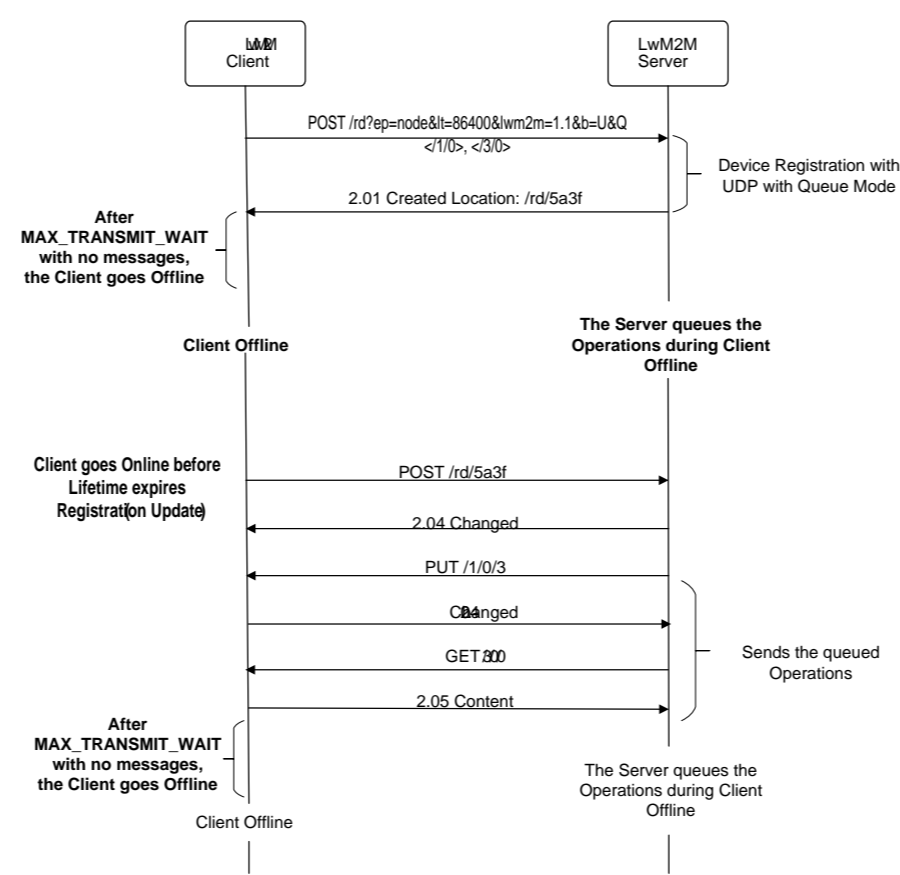 LwM2M
Client
LwM2M
Server
POST /rd?ep=node&lt=86400&lwm2m=1.1&b=U&Q
</1/0>, </3/0>
Device Registration with
UDP with Queue Mode
2.01 Created Location: /rd/5a3f
After
MAX_TRANSMIT_WAIT
with no messages,
the Client goes Offline
Client Offline
The Server queues the
Operations during Client
Offline
Client goes Online before
Lifetime expires
(Registration Update)
POST /rd/5a3f
2.04 Changed
PUT /1/0/3
Changed
GET
Sends the queued
Operations
2.05 Content
After
MAX_TRANSMIT_WAIT
with no messages,
the Client goes Offline
Client Offline
The Server queues the
Operations during Client
Offline